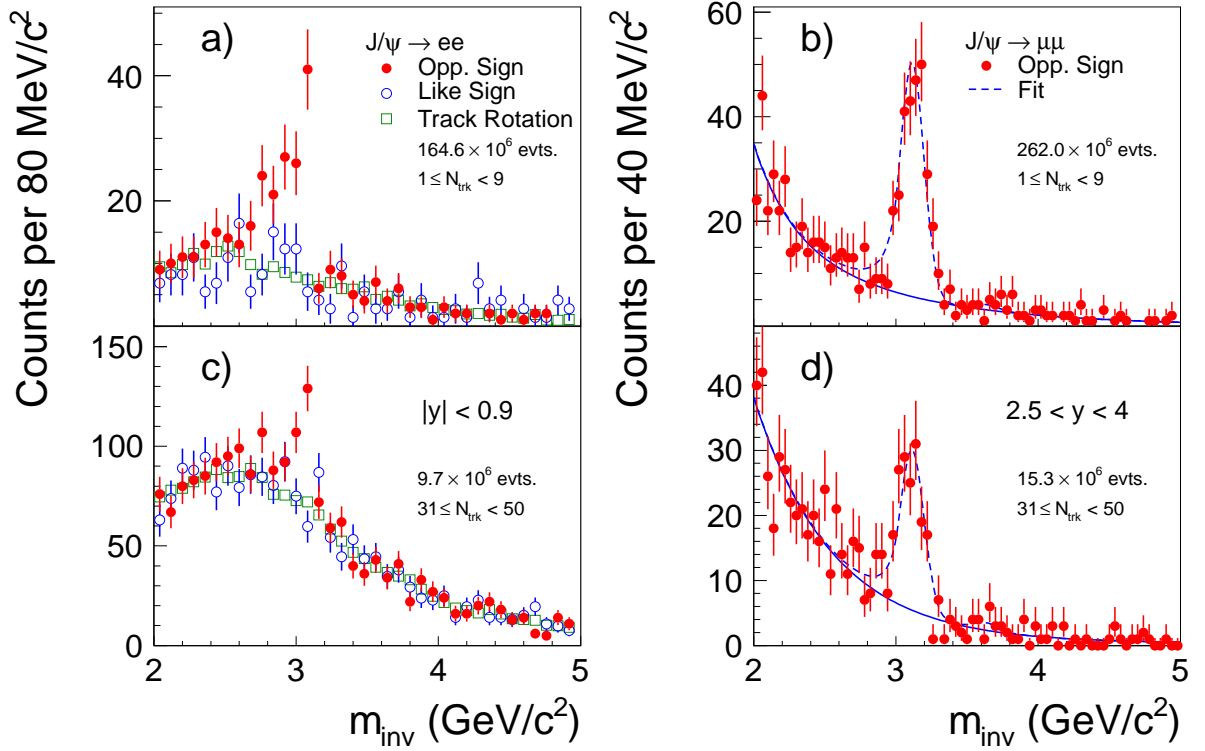 Counts per 80 MeV/c²
a)
J/ψ → ee
Opp. Sign
Like Sign
Track Rotation
164.6 × 10⁶ evts.
1 ≤ N_trk < 9
40
20
Counts per 40 MeV/c²
b)
J/ψ → μμ
Opp. Sign
Fit
262.0 × 10⁶ evts.
1 ≤ N_trk < 9
60
40
20
c)
|y| < 0.9
9.7 × 10⁶ evts.
31 ≤ N_trk < 50
150
100
50
0
2
3
4
5
m_inv (GeV/c²)
d)
2.5 < y < 4
15.3 × 10⁶ evts.
31 ≤ N_trk < 50
40
30
20
10
0
2
3
4
5
m_inv (GeV/c²)